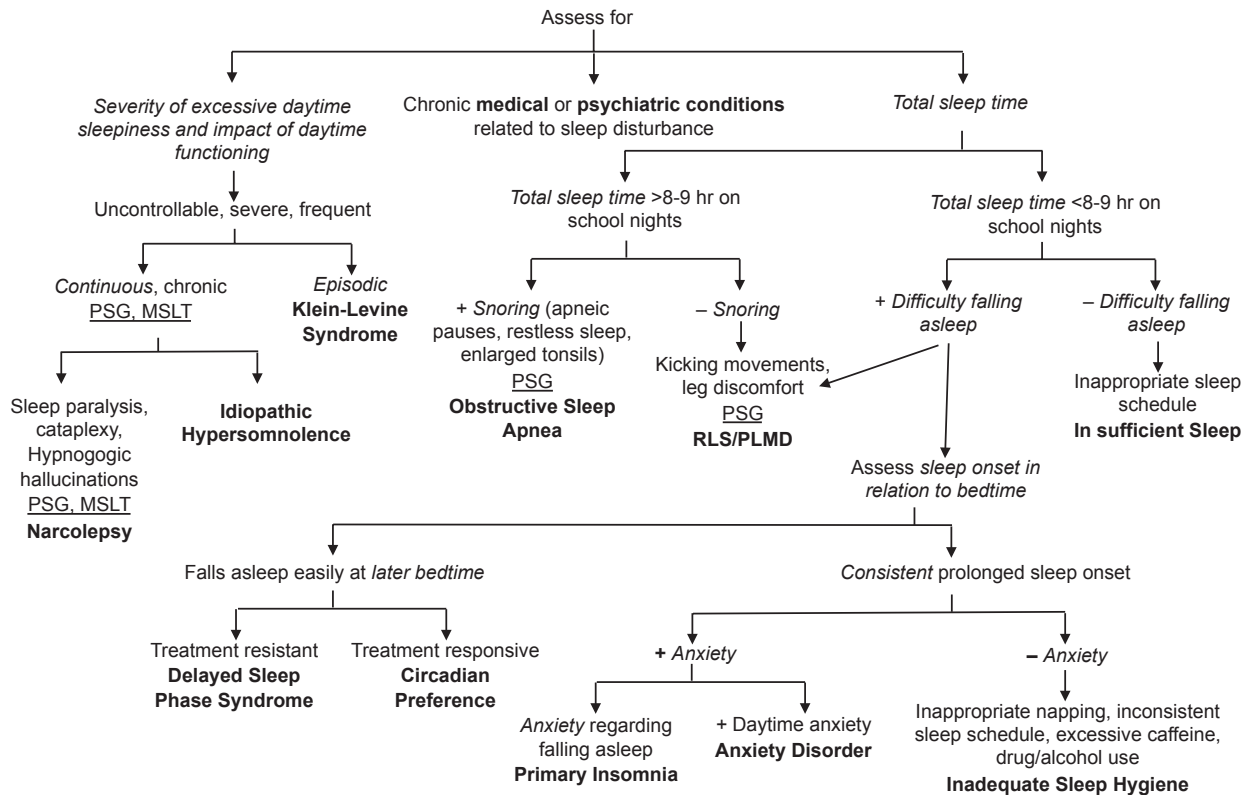 Assess for
Severity of excessive daytime
sleepiness and impact of daytime
functioning
Chronic medical or psychiatric conditions
related to sleep disturbance
Total sleep time
Uncontrollable, severe, frequent
Total sleep time >8-9 hr on
school nights
Total sleep time <8-9 hr on
school nights
Continuous, chronic
PSG, MSLT
Episodic
Klein-Levine
Syndrome
+ Snoring (apneic
pauses, restless sleep,
enlarged tonsils)
PSG
Obstructive Sleep
Apnea
– Snoring
Kicking movements,
leg discomfort
PSG
RLS/PLMD
+ Difficulty falling
asleep
– Difficulty falling
asleep
Inappropriate sleep
schedule
In sufficient Sleep
Sleep paralysis,
cataplexy,
Hypnogogic
hallucinations
PSG, MSLT
Narcolepsy
Idiopathic
Hypersomnolence
Assess sleep onset in
relation to bedtime
Falls asleep easily at later bedtime
Consistent prolonged sleep onset
Treatment resistant
Delayed Sleep
Phase Syndrome
Treatment responsive
Circadian
Preference
+ Anxiety
– Anxiety
Anxiety regarding
falling asleep
Primary Insomnia
+ Daytime anxiety
Anxiety Disorder
Inappropriate napping, inconsistent
sleep schedule, excessive caffeine,
drug/alcohol use
Inadequate Sleep Hygiene